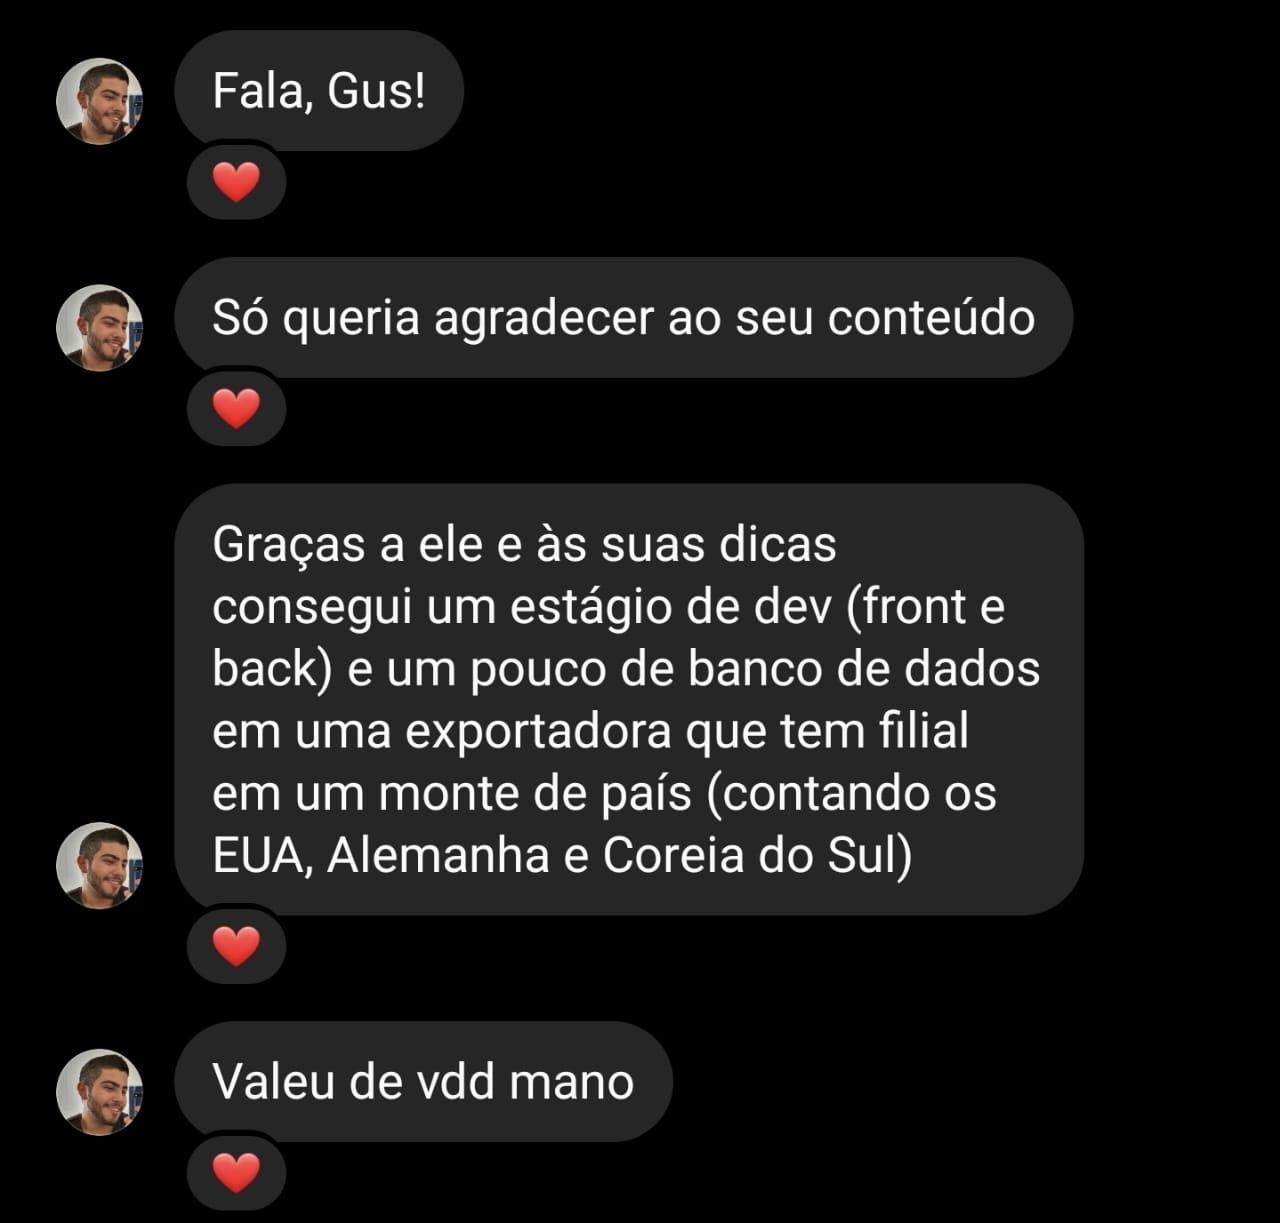 Fala, Gus!
❤️
Só queria agradecer ao seu conteúdo
❤️
Graças a ele e às suas dicas
consegui um estágio de dev (front e
back) e um pouco de banco de dados
em uma exportadora que tem filial
em um monte de país (contando os
EUA, Alemanha e Coreia do Sul)
❤️
Valeu de vdd mano
❤️